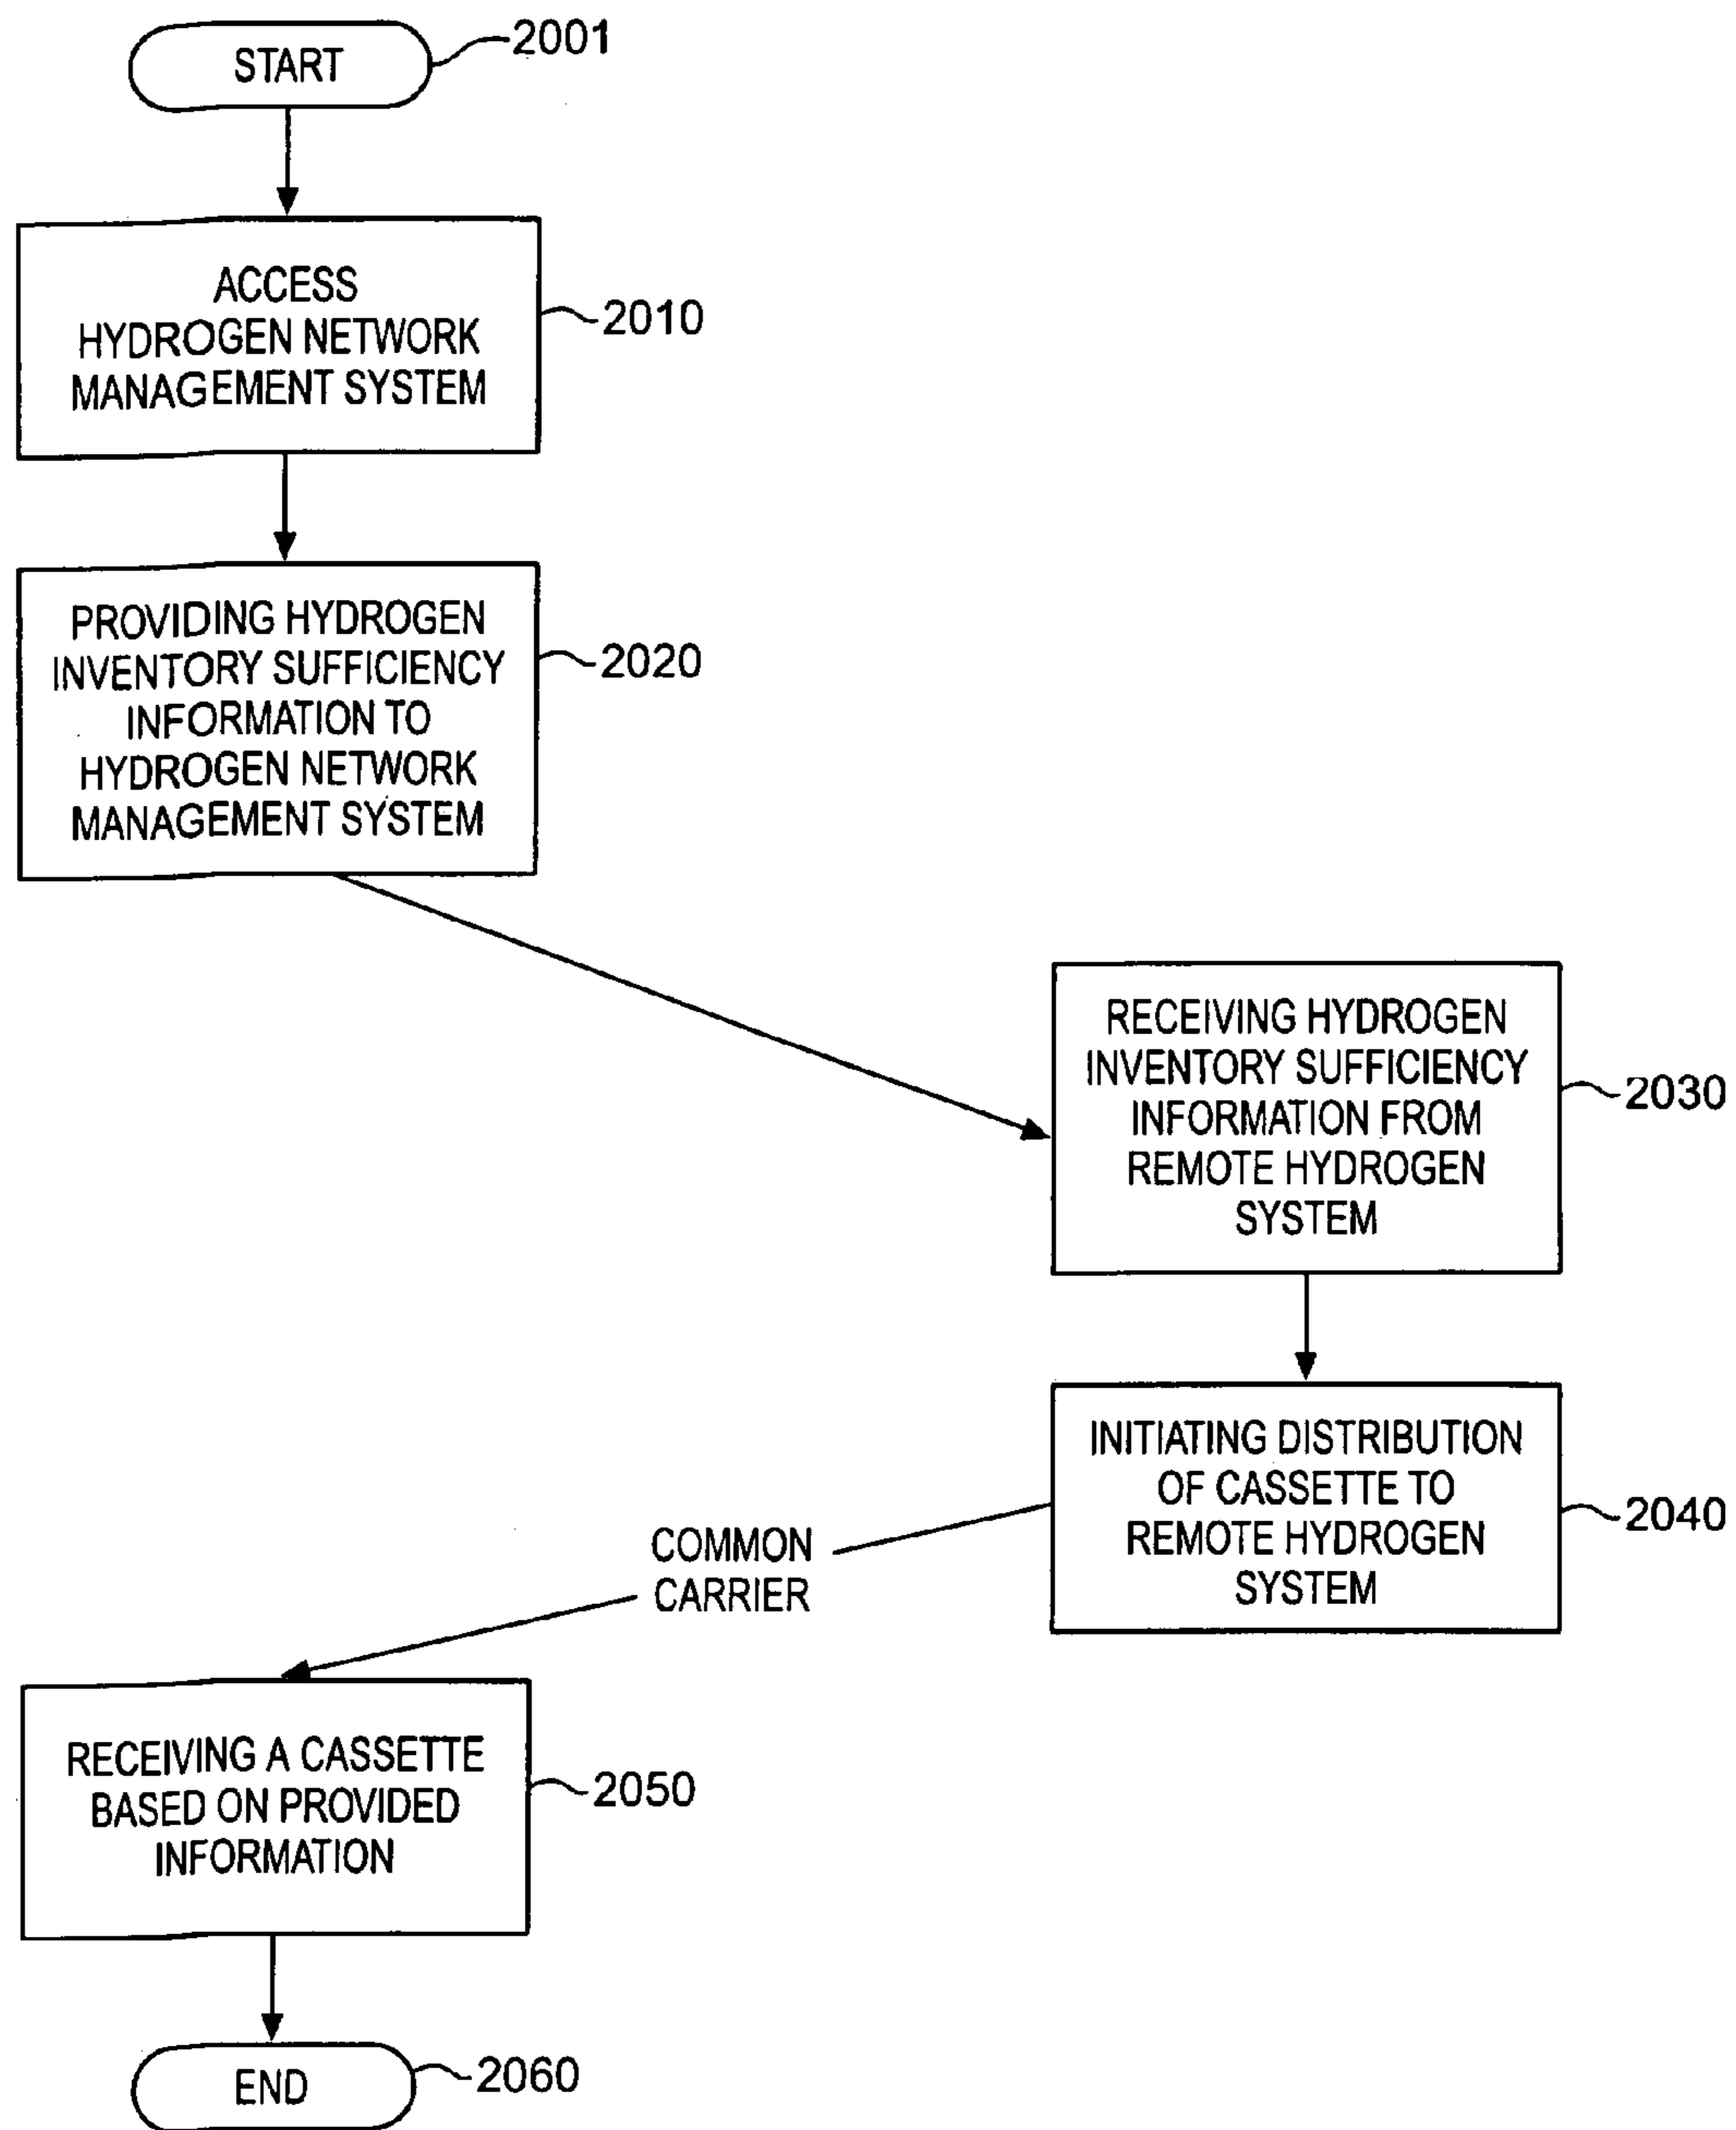 START
2001
ACCESS
HYDROGEN NETWORK
MANAGEMENT SYSTEM
2010
PROVIDING HYDROGEN
INVENTORY SUFFICIENCY
INFORMATION TO
HYDROGEN NETWORK
MANAGEMENT SYSTEM
2020
RECEIVING HYDROGEN
INVENTORY SUFFICIENCY
INFORMATION FROM
REMOTE HYDROGEN
SYSTEM
2030
INITIATING DISTRIBUTION
OF CASSETTE TO
REMOTE HYDROGEN
SYSTEM
2040
COMMON
CARRIER
RECEIVING A CASSETTE
BASED ON PROVIDED
INFORMATION
2050
END
2060